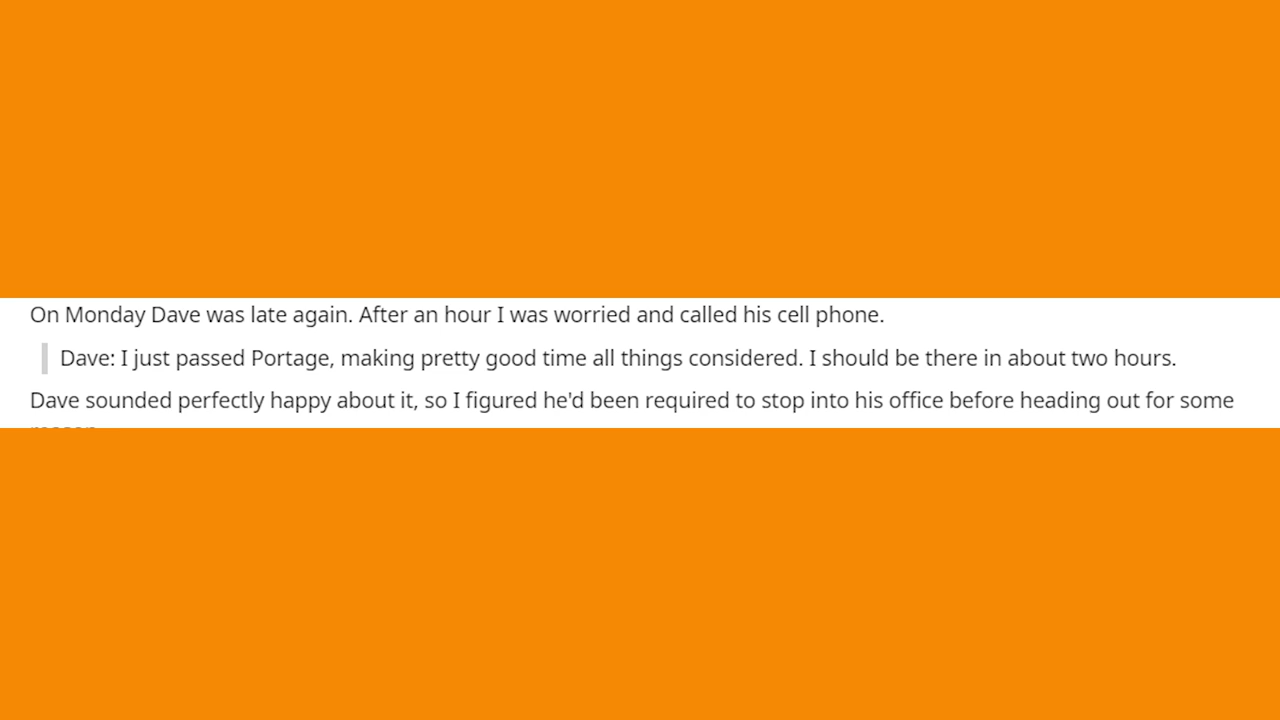 On Monday Dave was late again. After an hour I was worried and called his cell phone.
Dave: I just passed Portage, making pretty good time all things considered. I should be there in about two hours.
Dave sounded perfectly happy about it, so I figured he'd been required to stop into his office before heading out for some